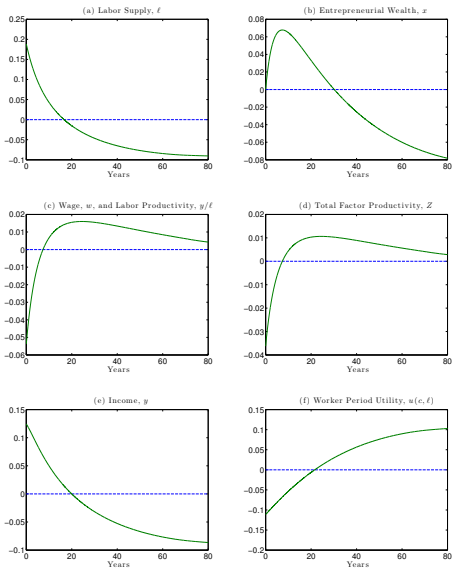 (a) Labor Supply, ℓ
0.25
0.2
0.15
0.1
0.05
0
−0.05
−0.1
0 20 40 60 80
Years
(b) Entrepreneurial Wealth, x
0.08
0.06
0.04
0.02
0
−0.02
−0.04
−0.06
−0.08
0 20 40 60 80
Years
(c) Wage, w, and Labor Productivity, y/ℓ
0.02
0.01
0
−0.01
−0.02
−0.03
−0.04
−0.05
−0.06
0 20 40 60 80
Years
(d) Total Factor Productivity, Z
0.02
0.01
0
−0.01
−0.02
−0.03
−0.04
0 20 40 60 80
Years
(e) Income, y
0.15
0.1
0.05
0
−0.05
−0.1
0 20 40 60 80
Years
(f) Worker Period Utility, u(c, ℓ)
0.15
0.1
0.05
0
−0.05
−0.1
−0.15
−0.2
0 20 40 60 80
Years